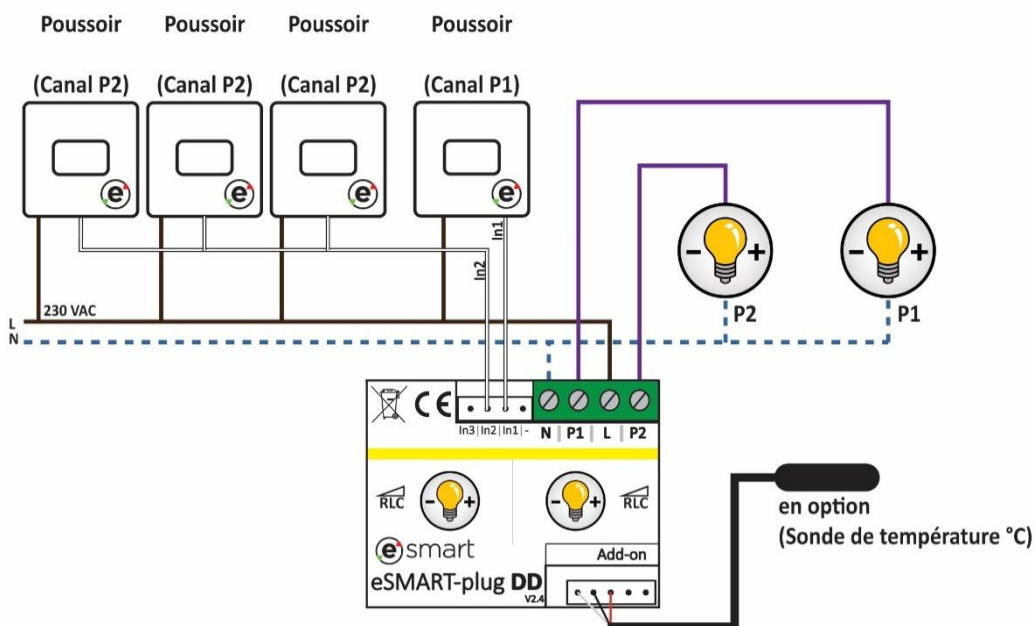 Poussoir Poussoir Poussoir Poussoir
(Canal P2) (Canal P2) (Canal P2) (Canal P1)
e e e e
In1
In2
230 VAC
L
N
P2 P1
- + - +
CE
In3 | In2 | In1 | -
N | P1 | L | P2
RLC - + - + RLC
e smart
eSMART-plug DD
V2.4
Add-on
en option
(Sonde de température °C)